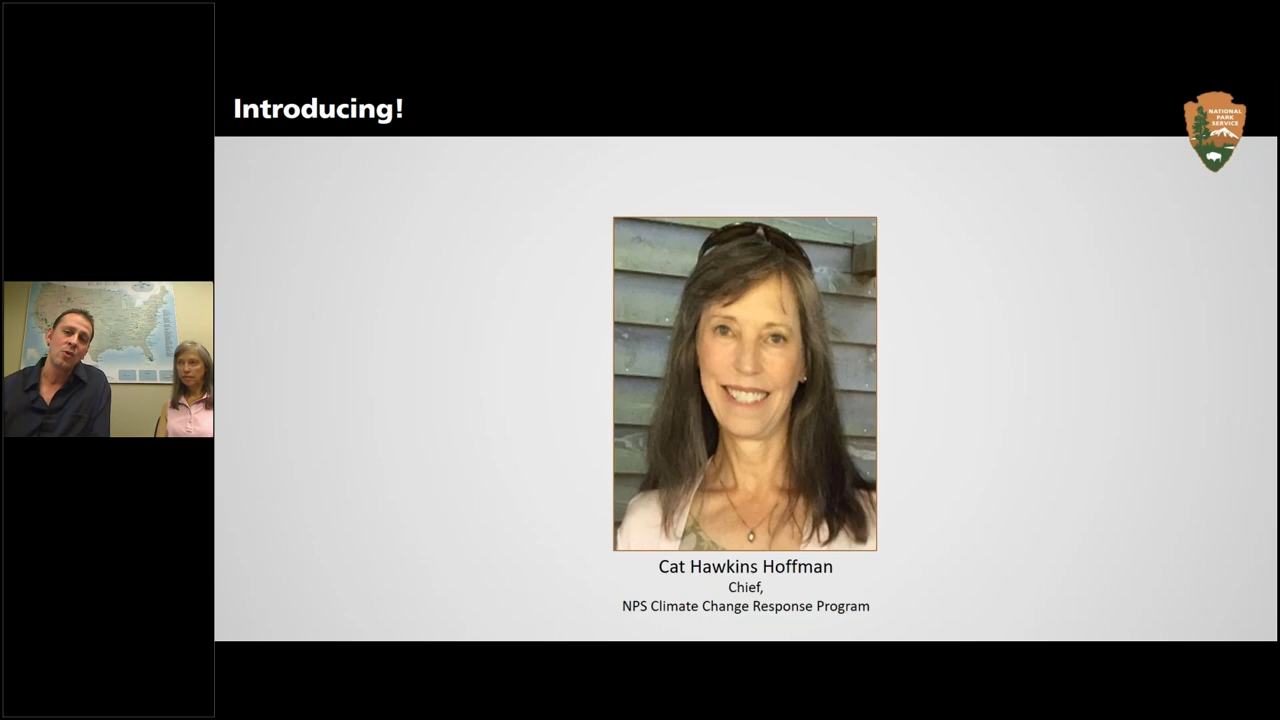 Introducing!
NATIONAL
PARK
SERVICE
Cat Hawkins Hoffman
Chief,
NPS Climate Change Response Program